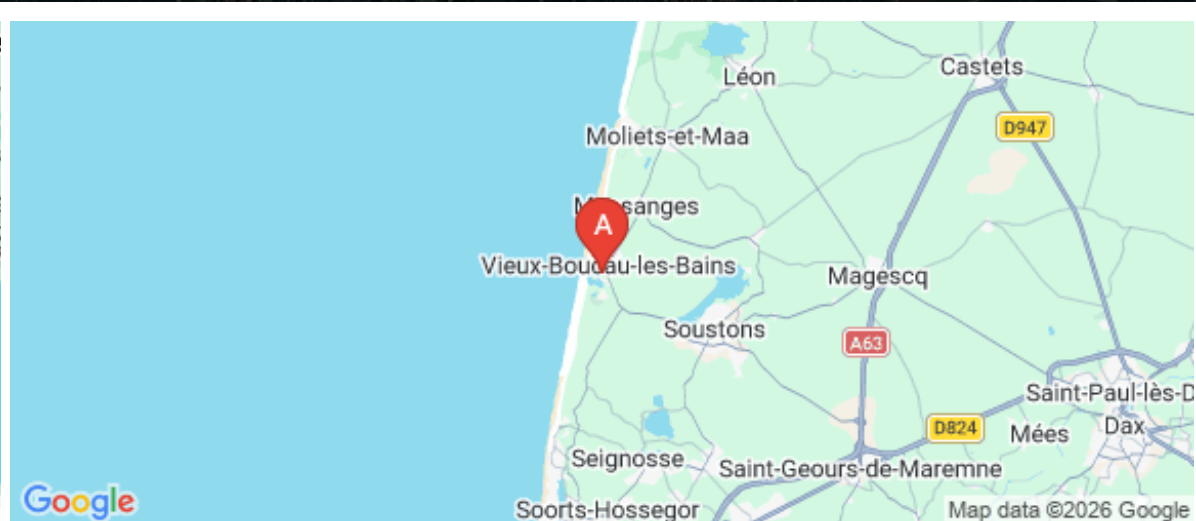 Léon
Castets
D947
Moliets-et-Maa
sanges
A
Vieux-Boucau-les-Bains
Magescq
Soustons
A63
Saint-Paul-lès-D
D824
Mées
Dax
Seignosse
Saint-Geours-de-Maremne
Google
Soorts-Hossegor
Map data ©2026 Google